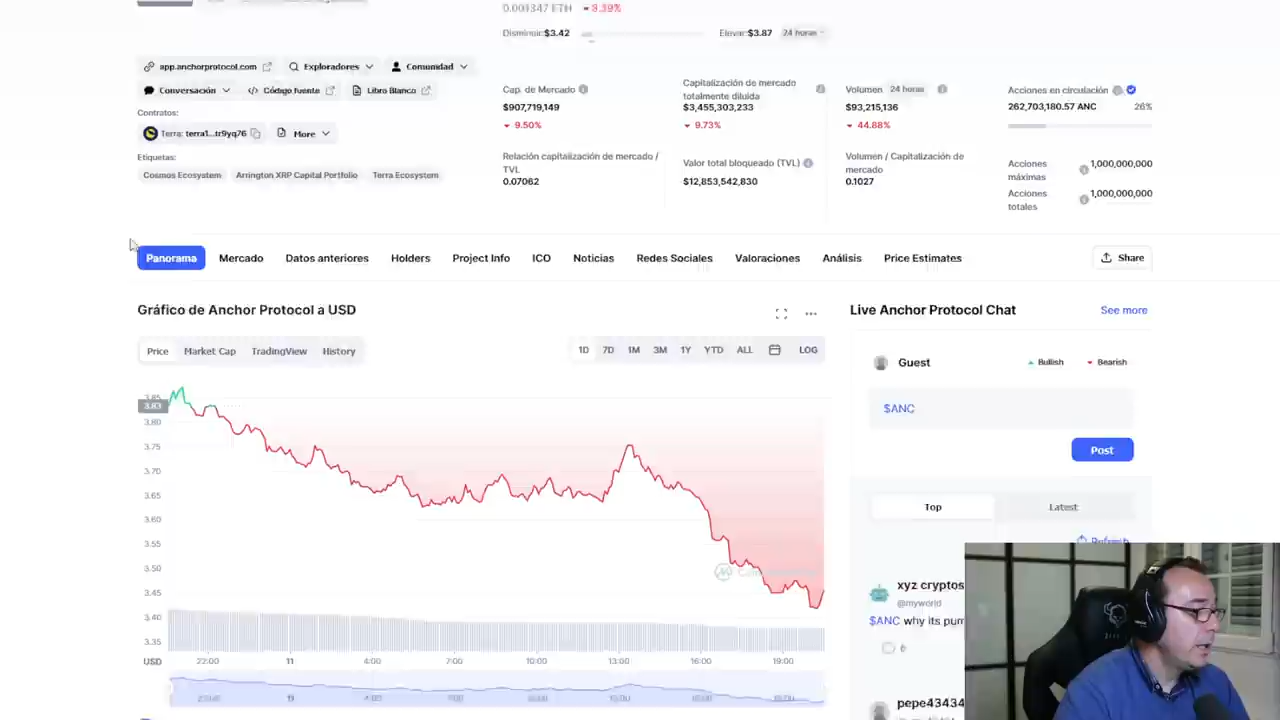 0.001347 ETH 8.39%
Disminuir:$3.42 Elevar:$3.87 24 horas
app.anchorprotocol.com Exploradores Comunidad
Conversación Código fuente Libro Blanco
Contratos:
Terra: terra1...tr9yq76 More
Etiquetas:
Cosmos Ecosystem Arrington XRP Capital Portfolio Terra Ecosystem
Cap. de Mercado
$907,719,149
9.50%
Capitalización de mercado
totalmente diluida
$3,455,303,233
9.73%
Volumen 24 horas
$93,215,136
44.88%
Acciones en circulación
262,703,180.57 ANC 26%
Relación capitalización de mercado /
TVL
0.07062
Valor total bloqueado (TVL)
$12,853,542,830
Volumen / Capitalización de
mercado
0.1027
Acciones
máximas
1,000,000,000
Acciones
totales
1,000,000,000
Panorama Mercado Datos anteriores Holders Project Info ICO Noticias Redes Sociales Valoraciones Análisis Price Estimates Share
Gráfico de Anchor Protocol a USD
Price Market Cap TradingView History 1D 7D 1M 3M 1Y YTD ALL LOG
3.85
3.83
3.80
3.75
3.70
3.65
3.60
3.55
3.50
3.45
3.40
3.35
USD 22:00 11 4:00 7:00 10:00 13:00 16:00 19:00
Live Anchor Protocol Chat See more
Guest Bullish Bearish
$ANC
Post
Top Latest
Refresh
xyz cryptos
@myworld
$ANC why its pum
6
pepe43434